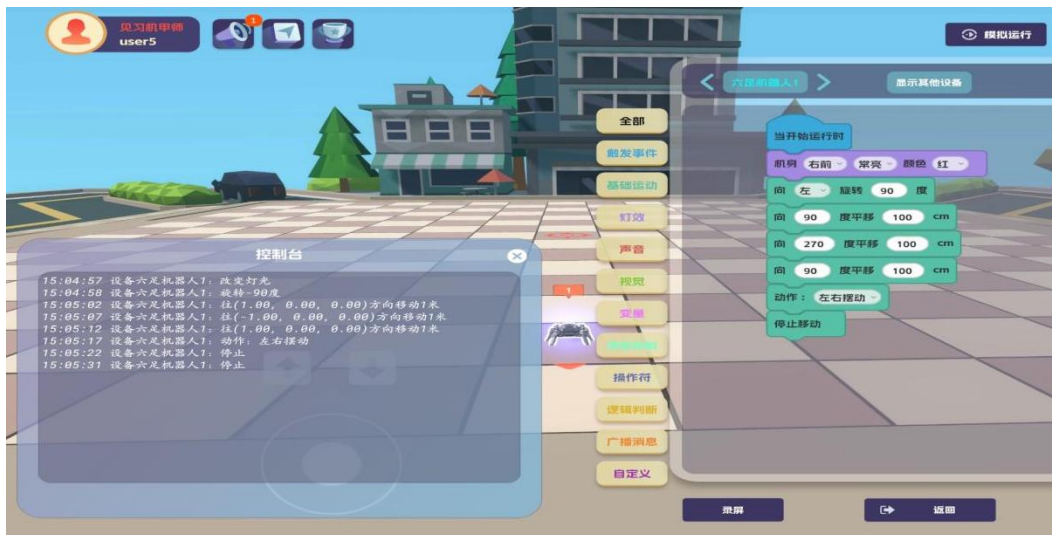 见习机甲师
user5
1
模拟运行
六足机器人1
显示其他设备
全部
触发事件
基础运动
灯效
声音
视觉
变量
操作符
逻辑判断
广播消息
自定义
当开始运行时
机身 右前 常亮 颜色 红
向 左 旋转 90 度
向 90 度平移 100 cm
向 270 度平移 100 cm
向 90 度平移 100 cm
动作： 左右摆动
停止移动
控制台
15:04:57 设备六足机器人1：改变灯光
15:04:58 设备六足机器人1：旋转-90度
15:05:02 设备六足机器人1：往(1.00, 0.00, 0.00)方向移动1米
15:05:07 设备六足机器人1：往(-1.00, 0.00, 0.00)方向移动1米
15:05:12 设备六足机器人1：往(1.00, 0.00, 0.00)方向移动1米
15:05:17 设备六足机器人1：动作：左右摆动
15:05:22 设备六足机器人1：停止
15:05:31 设备六足机器人1：停止
1
录屏
返回